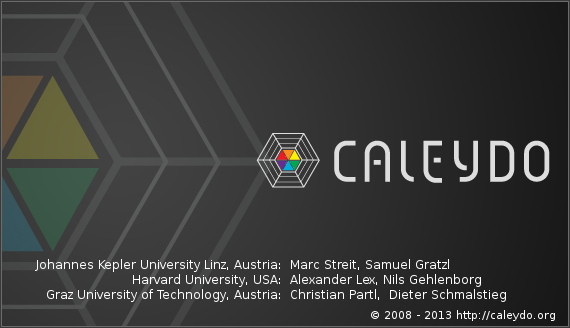 CALEYDO
Johannes Kepler University Linz, Austria: Marc Streit, Samuel Gratzl
Harvard University, USA: Alexander Lex, Nils Gehlenborg
Graz University of Technology, Austria: Christian Partl, Dieter Schmalstieg
© 2008 - 2013 http://caleydo.org